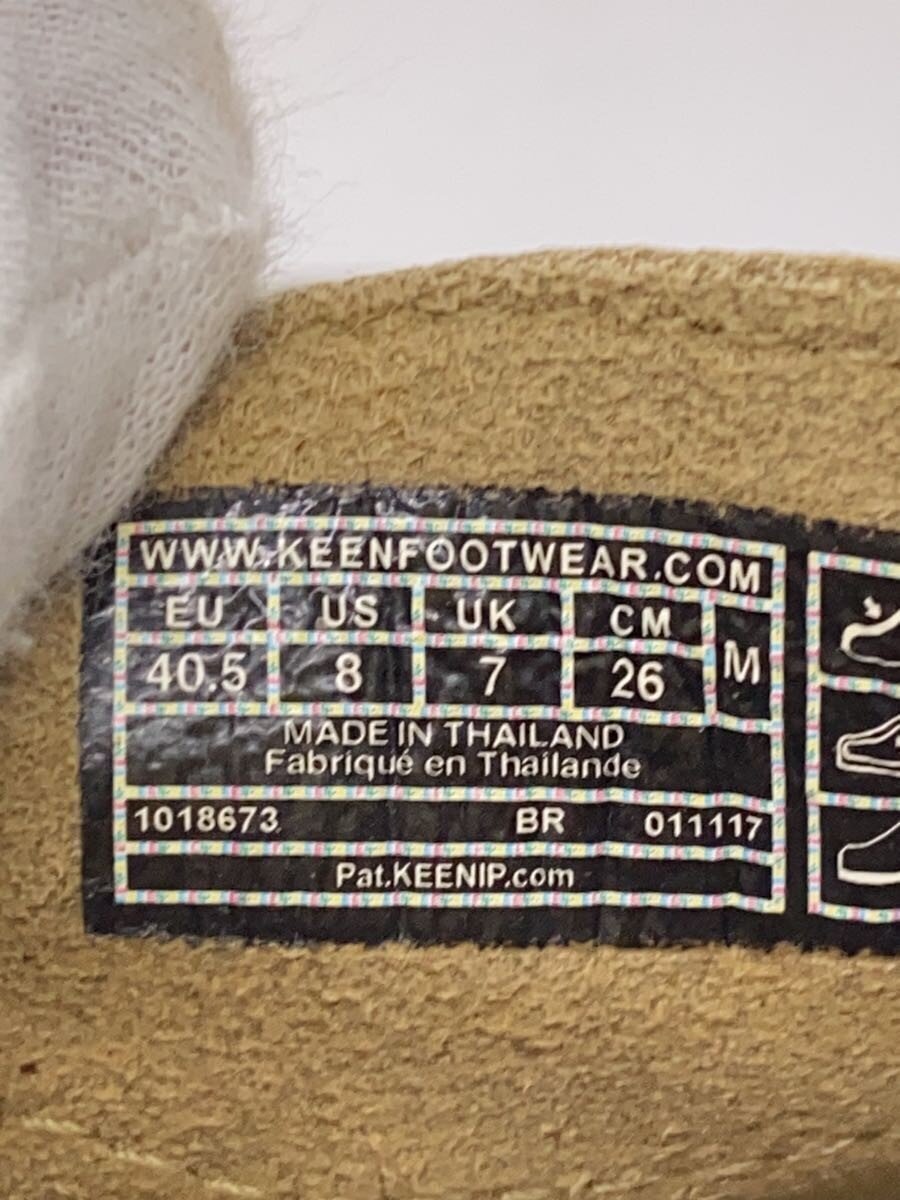 WWW.KEENFOOTWEAR.COM
EU US UK CM M
40.5 8 7 26
MADE IN THAILAND
Fabriqué en Thaïlande
1018673 BR 011117
Pat.KEENIP.com